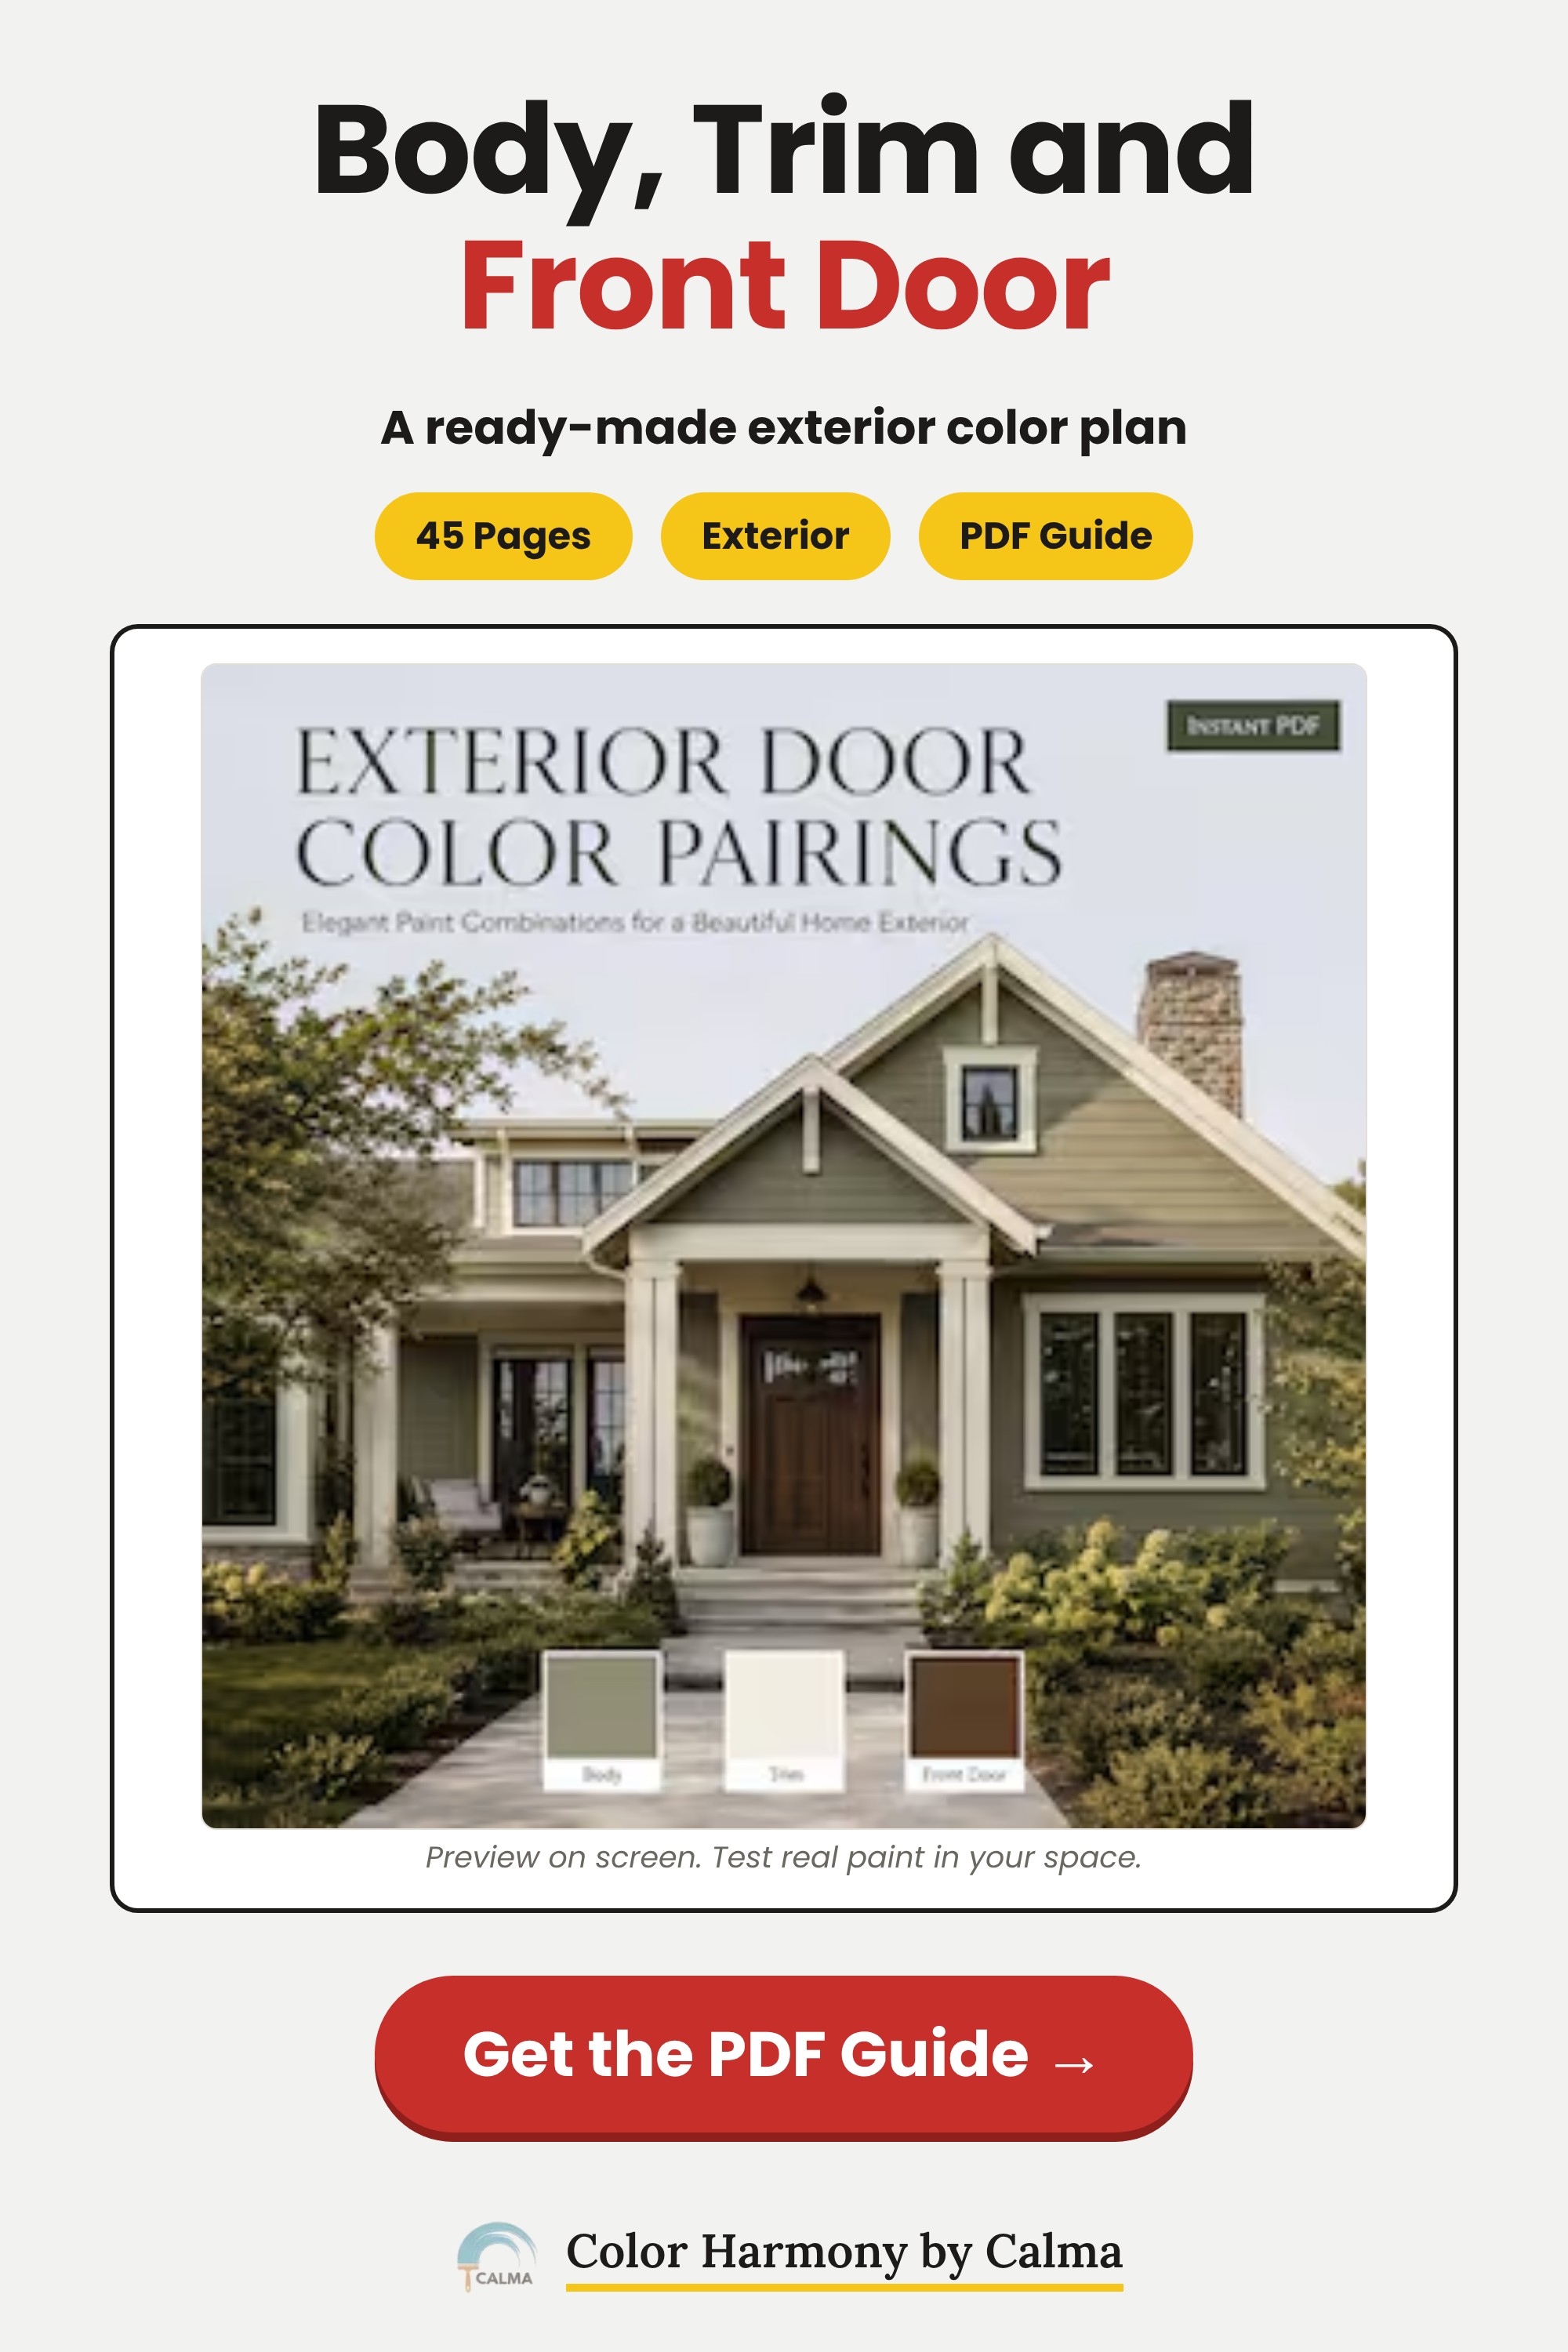 Body, Trim and
Front Door
A ready-made exterior color plan
45 Pages
Exterior
PDF Guide
INSTANT PDF
EXTERIOR DOOR
COLOR PAIRINGS
Elegant Paint Combinations for a Beautiful Home Exterior
Body
Trim
Front Door
Preview on screen. Test real paint in your space.
Get the PDF Guide →
CALMA
Color Harmony by Calma